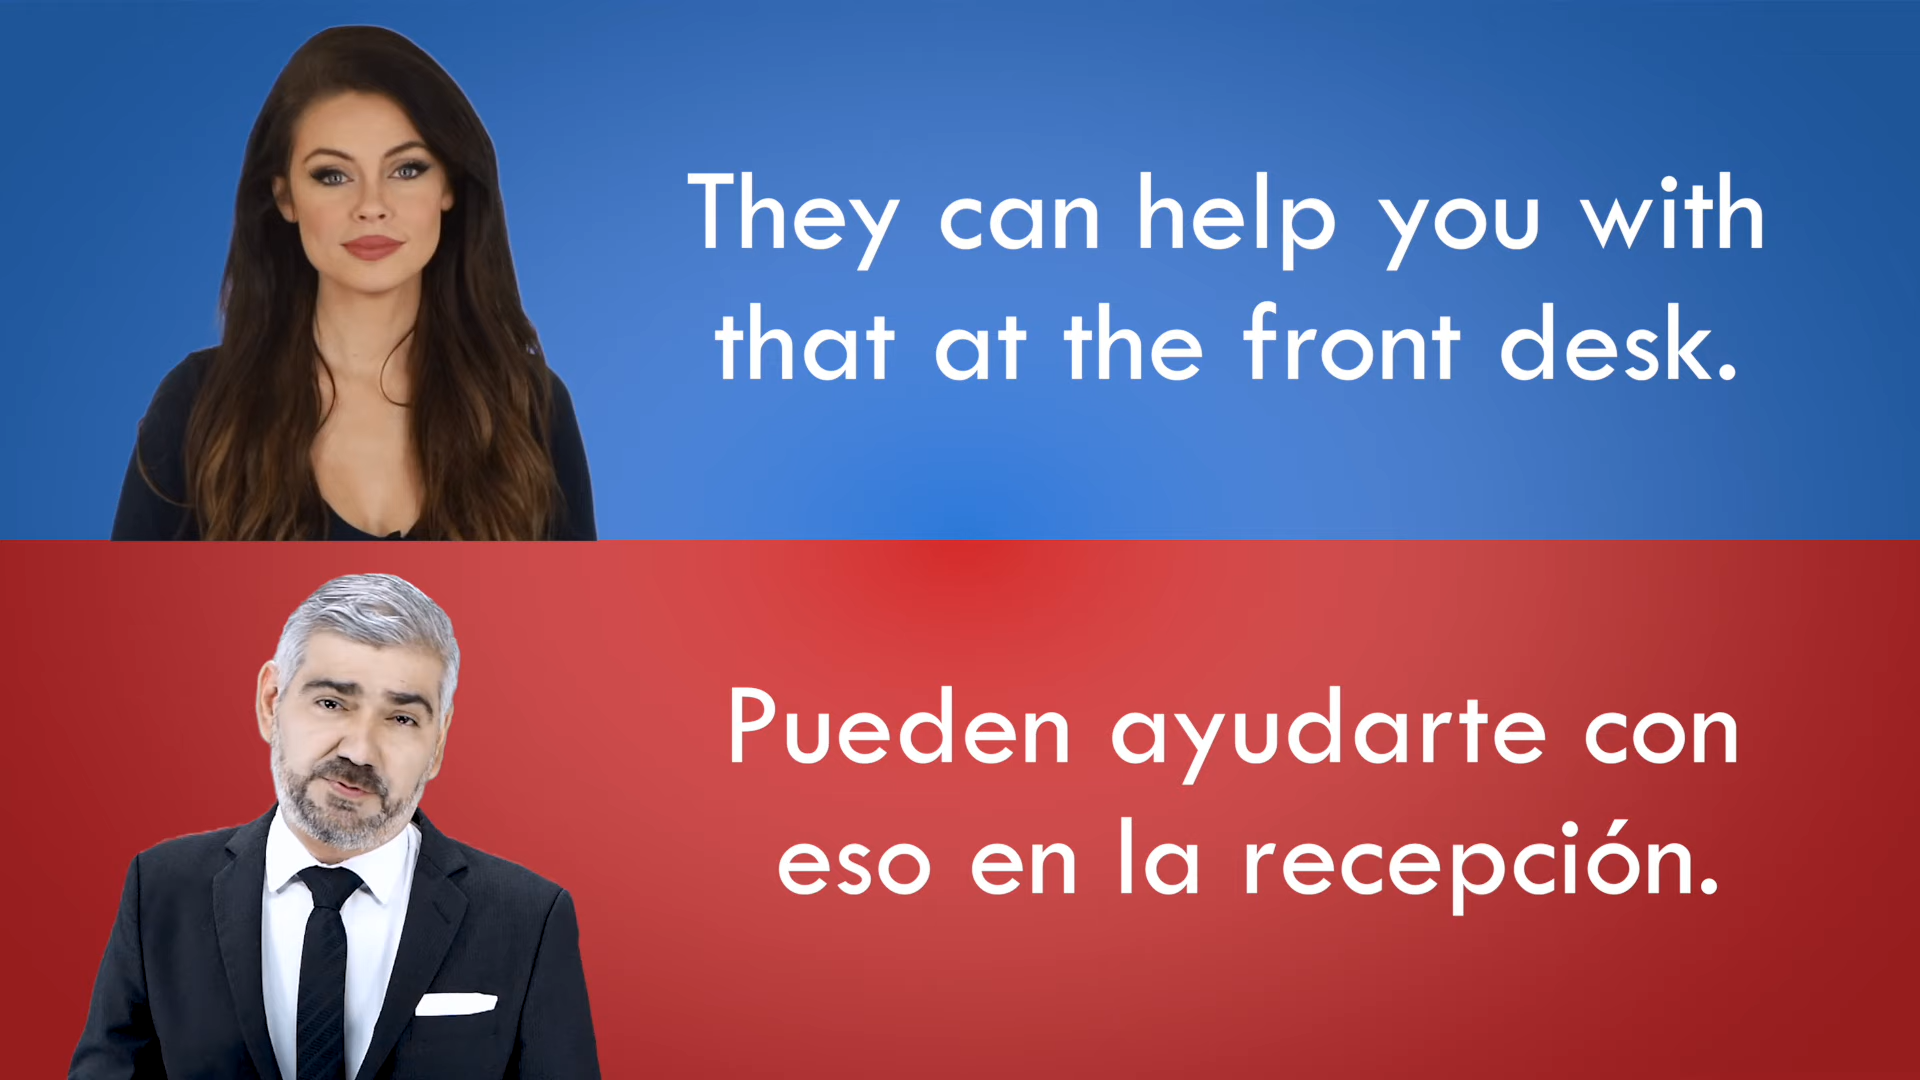 They can help you with
that at the front desk.
Pueden ayudarte con
eso en la recepción.